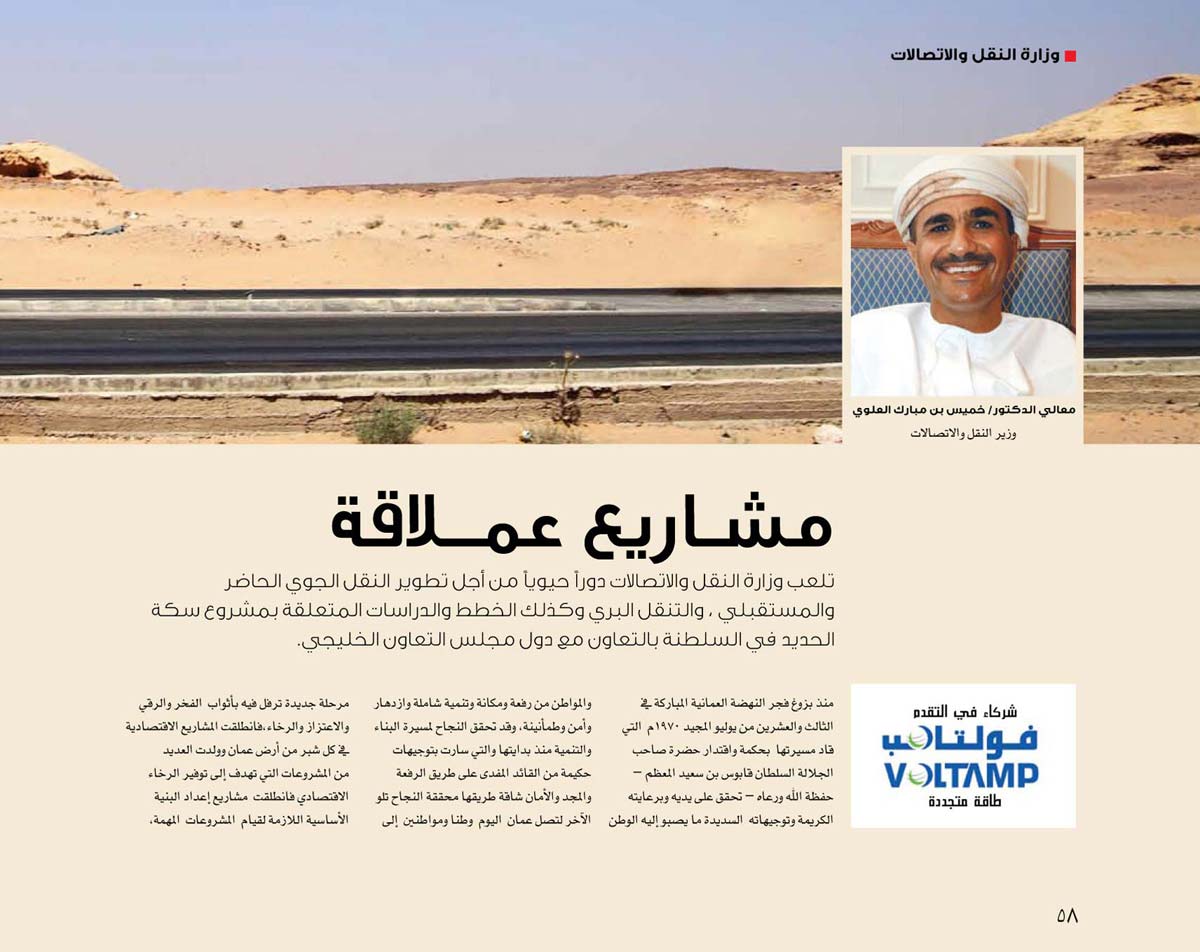 وزارة النقل والاتصالات
معالي الدكتور/ خميس بن مبارك العلوي
وزير النقل والاتصالات
مشـاريع عمـلاقة
تلعب وزارة النقل والاتصالات دوراً حيوياً من أجل تطوير النقل الجوي الحاضر
والمستقبلي ، والتنقل البري وكذلك الخطط والدراسات المتعلقة بمشروع سكة
الحديد في السلطنة بالتعاون مع دول مجلس التعاون الخليجي.
منذ بزوغ فجر النهضة العمانية المباركة في
الثالث والعشرين من يوليو المجيد ١٩٧٠م التي
قاد مسيرتها بحكمة واقتدار حضرة صاحب
الجلالة السلطان قابوس بن سعيد المعظم –
حفظة الله ورعاه – تحقق على يديه وبرعايته
الكريمة وتوجيهاته السديدة ما يصبو إليه الوطن
والمواطن من رفعة ومكانة وتنمية شاملة وازدهار
وأمن وطمأنينة، وقد تحقق النجاح لمسيرة البناء
والتنمية منذ بدايتها والتي سارت بتوجيهات
حكيمة من القائد المفدى على طريق الرفعة
والمجد والأمان شاقة طريقها محققة النجاح تلو
الآخر لتصل عمان اليوم وطنا ومواطنين إلى
مرحلة جديدة ترفل فيه بأثواب الفخر والرقي
والاعتزاز والرخاء،فانطلقت المشاريع الاقتصادية
في كل شبر من أرض عمان وولدت العديد
من المشروعات التي تهدف إلى توفير الرخاء
الاقتصادي فانطلقت مشاريع إعداد البنية
الأساسية اللازمة لقيام المشروعات المهمة،
شركاء في التقدم
فولتامب
VOLTAMP
طاقة متجددة
٥٨